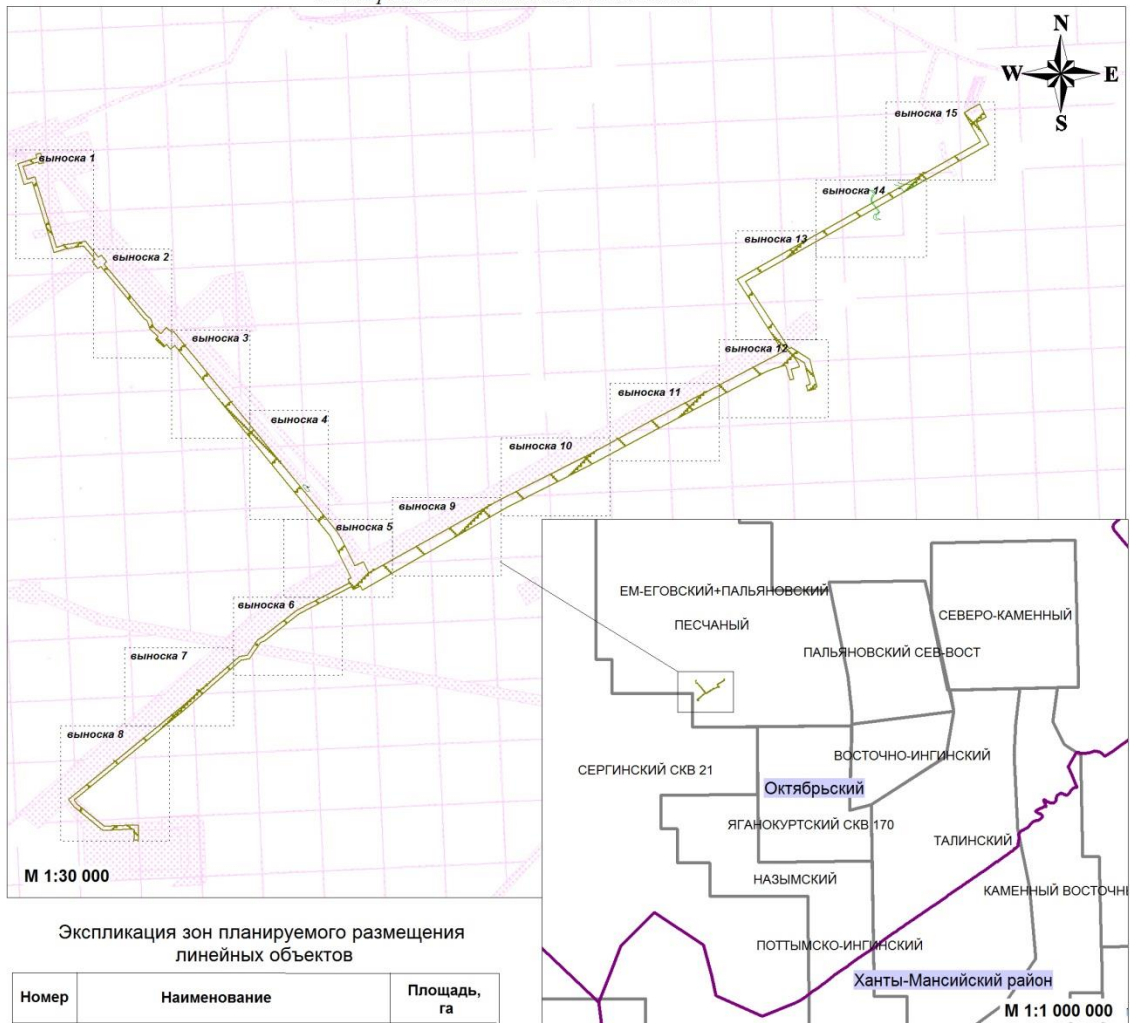 N
W E
S
выноска 1
выноска 2
выноска 3
выноска 4
выноска 5
выноска 6
выноска 7
выноска 8
выноска 9
выноска 10
выноска 11
выноска 12
выноска 13
выноска 14
выноска 15
М 1:30 000
ЕМ-ЕГОВСКИЙ+ПАЛЬЯНОВСКИЙ
ПЕСЧАНЫЙ
СЕВЕРО-КАМЕННЫЙ
ПАЛЬЯНОВСКИЙ СЕВ-ВОСТ
ВОСТОЧНО-ИНГИНСКИЙ
СЕРГИНСКИЙ СКВ 21
Октябрьский
ЯГАНОКУРТСКИЙ СКВ 170
ТАЛИНСКИЙ
НАЗЫМСКИЙ
КАМЕННЫЙ ВОСТОЧН
ПОТТЫМСКО-ИНГИНСКИЙ
Ханты-Мансийский район
М 1:1 000 000
Экспликация зон планируемого размещения
линейных объектов
Номер Наименование Площадь,
га